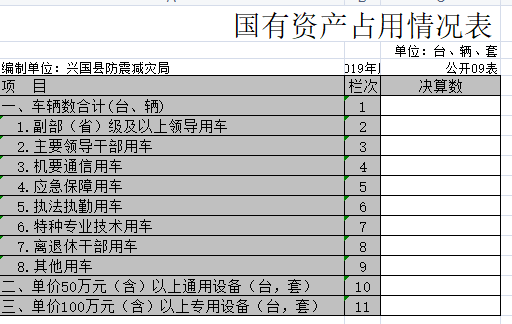 国有资产占用情况表
单位：台、辆、套
编制单位：兴国县防震减灾局 019年 公开09表
项 目 栏次 决算数
一、车辆数合计(台、辆) 1
1.副部（省）级及以上领导用车 2
2.主要领导干部用车 3
3.机要通信用车 4
4.应急保障用车 5
5.执法执勤用车 6
6.特种专业技术用车 7
7.离退休干部用车 8
8.其他用车 9
二、单价50万元（含）以上通用设备（台，套） 10
三、单价100万元（含）以上专用设备（台，套） 11